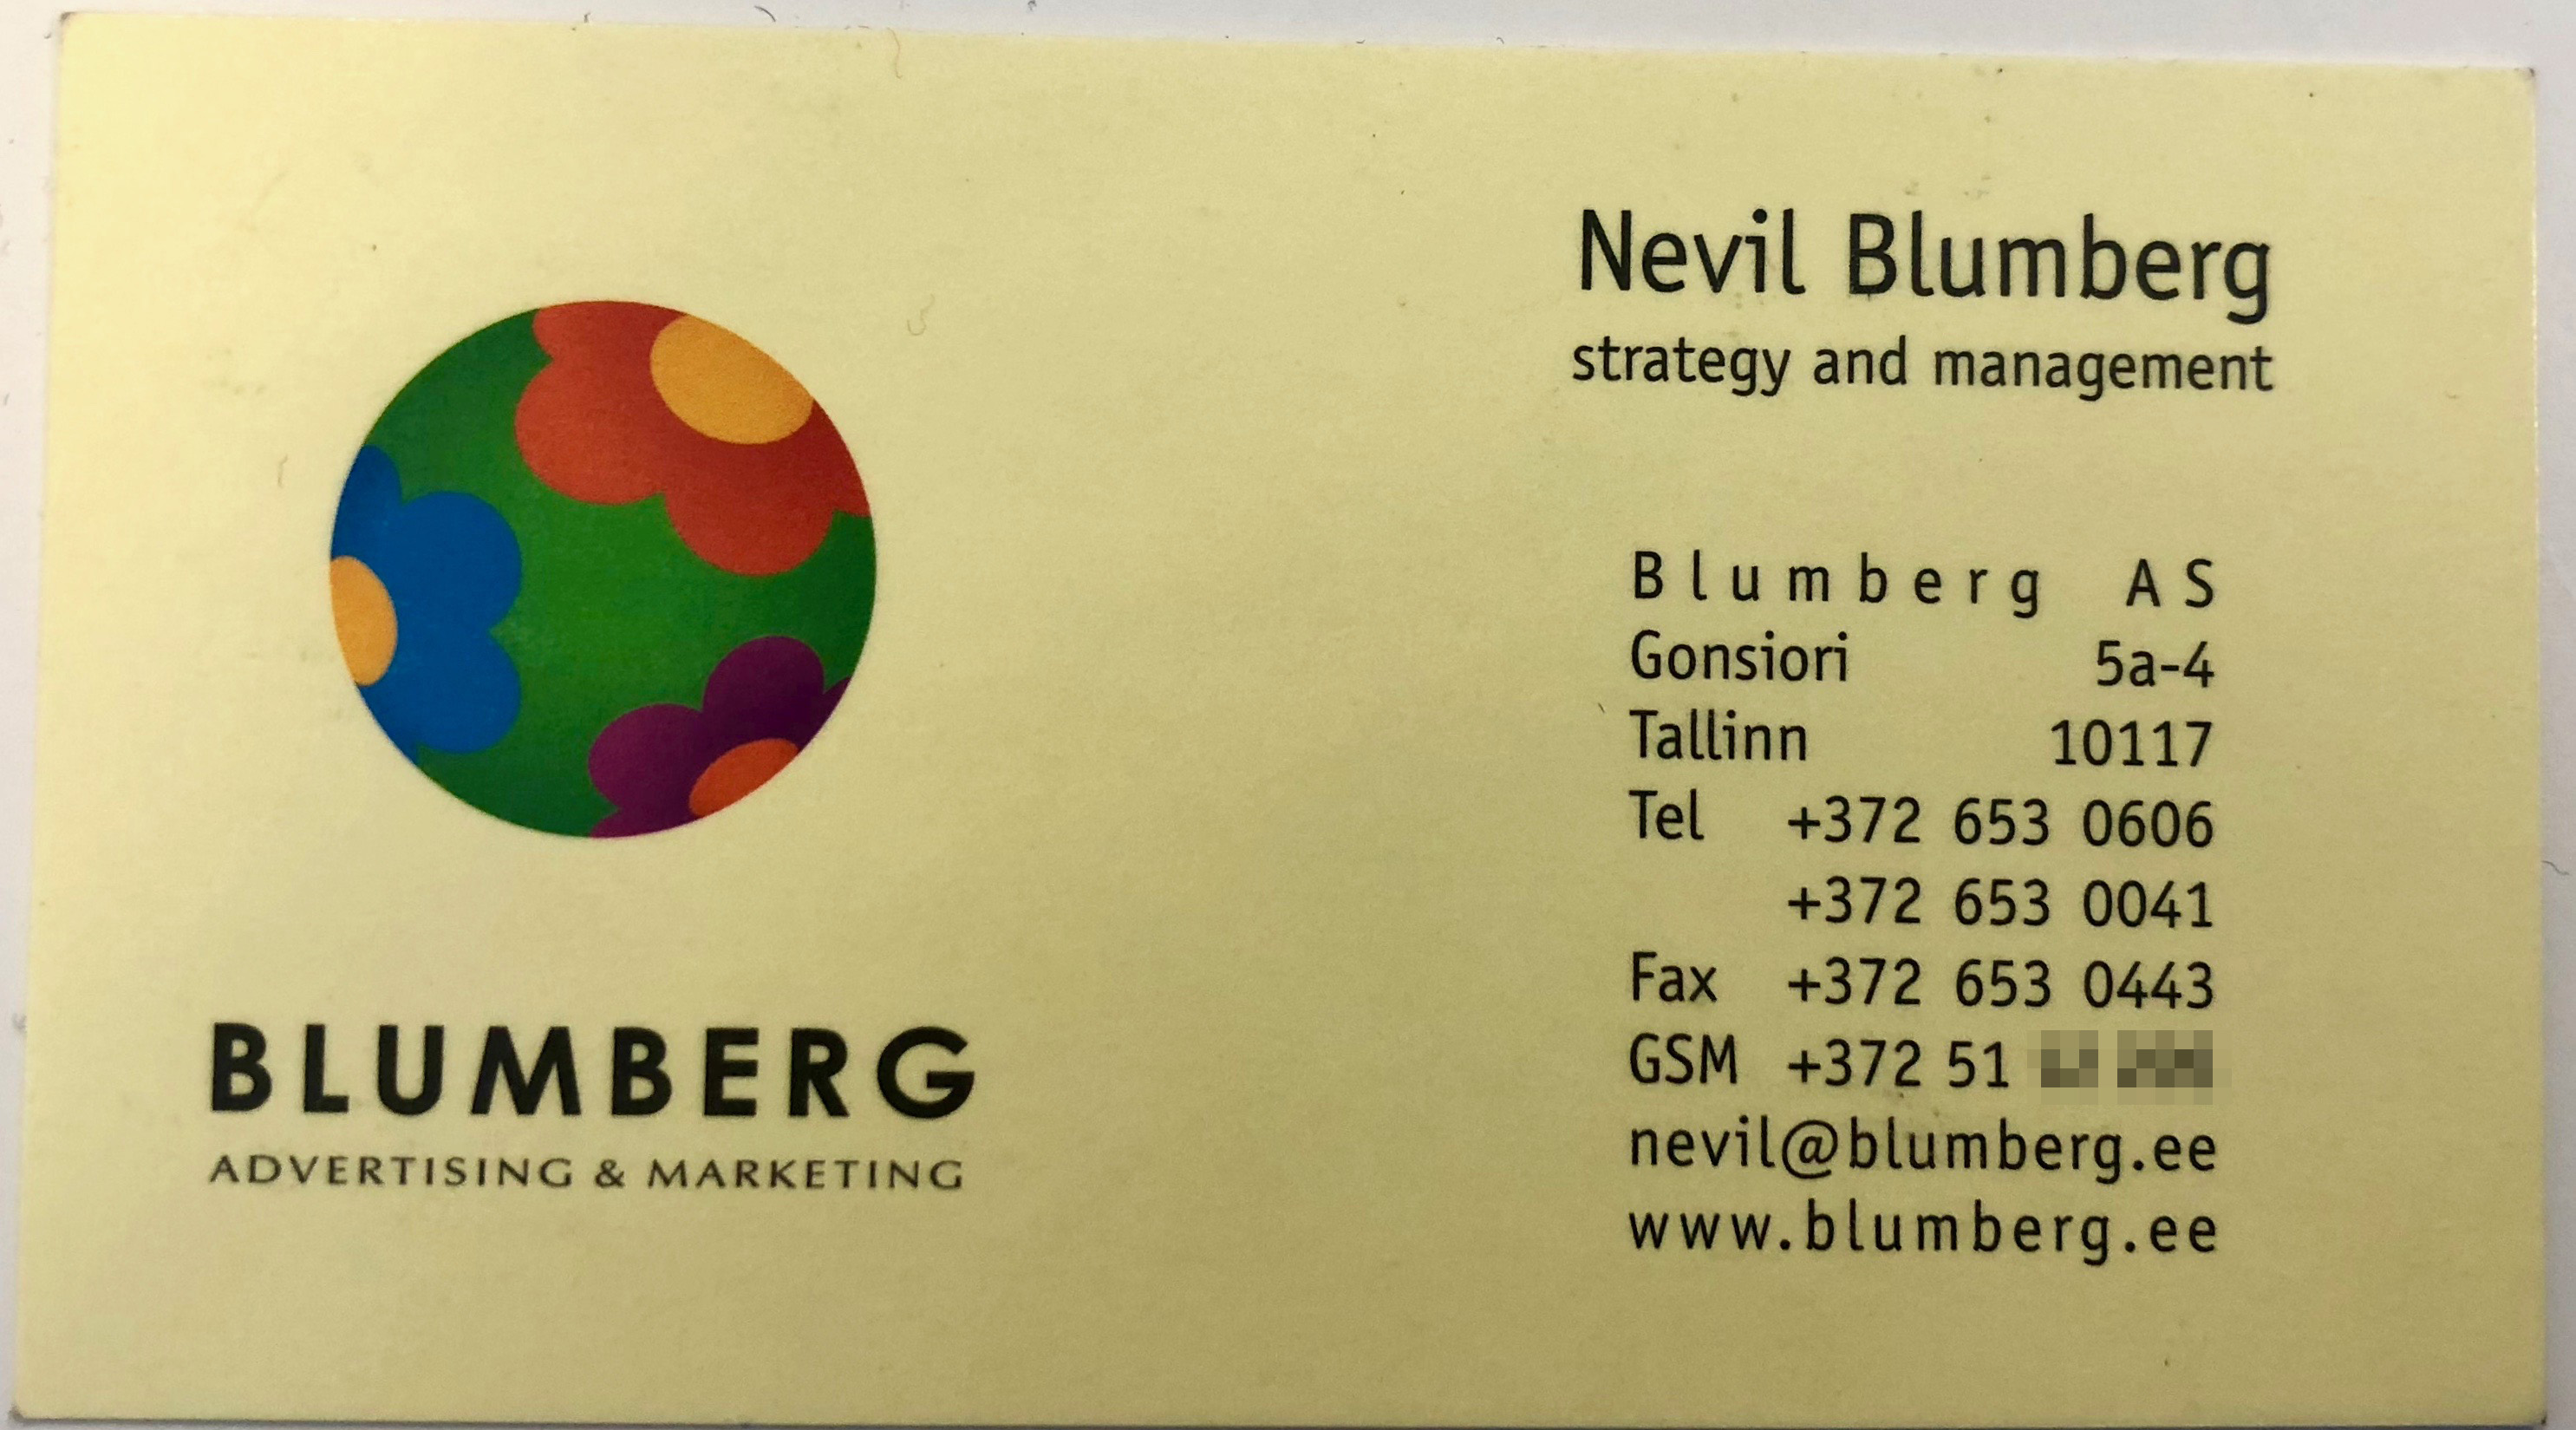 BLUMBERG
ADVERTISING & MARKETING
Nevil Blumberg
strategy and management
Blumberg AS
Gonsiori 5a-4
Tallinn 10117
Tel +372 653 0606
+372 653 0041
Fax +372 653 0443
GSM +372 51
nevil@blumberg.ee
www.blumberg.ee